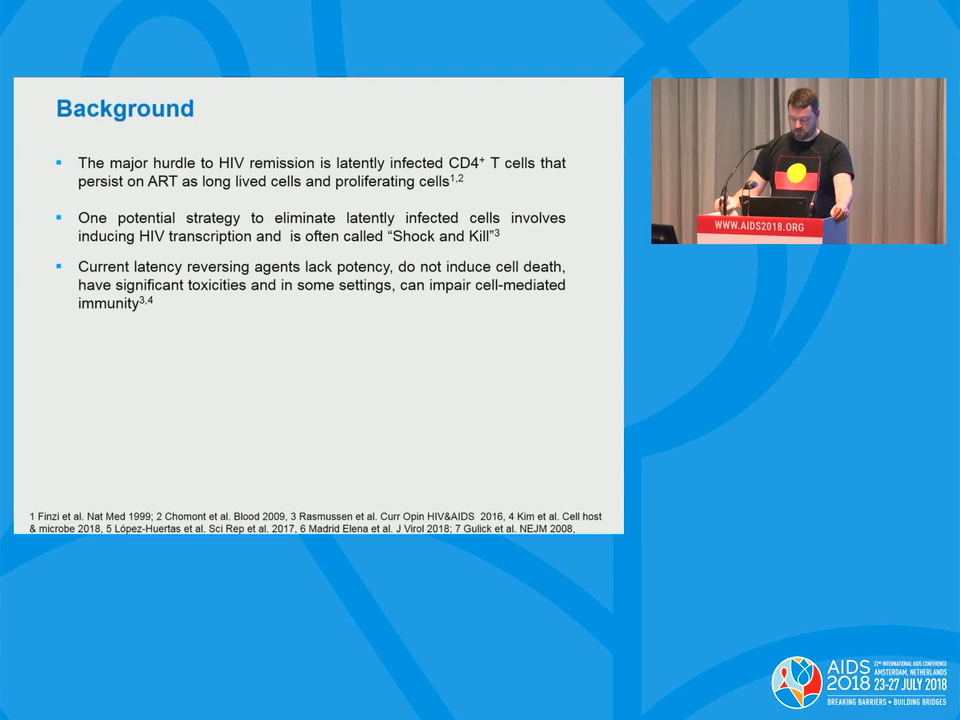 Background
▪ The major hurdle to HIV remission is latently infected CD4⁺ T cells that
persist on ART as long lived cells and proliferating cells¹,²
▪ One potential strategy to eliminate latently infected cells involves
inducing HIV transcription and is often called “Shock and Kill”³
▪ Current latency reversing agents lack potency, do not induce cell death,
have significant toxicities and in some settings, can impair cell-mediated
immunity³,⁴
1 Finzi et al. Nat Med 1999; 2 Chomont et al. Blood 2009, 3 Rasmussen et al. Curr Opin HIV&AIDS 2016, 4 Kim et al. Cell host
& microbe 2018, 5 López-Huertas et al. Sci Rep et al. 2017, 6 Madrid Elena et al. J Virol 2018; 7 Gulick et al. NEJM 2008,
WWW.AIDS2018.ORG
AIDS
2018
22ND INTERNATIONAL AIDS CONFERENCE
AMSTERDAM, NETHERLANDS
23-27 JULY 2018
BREAKING BARRIERS • BUILDING BRIDGES